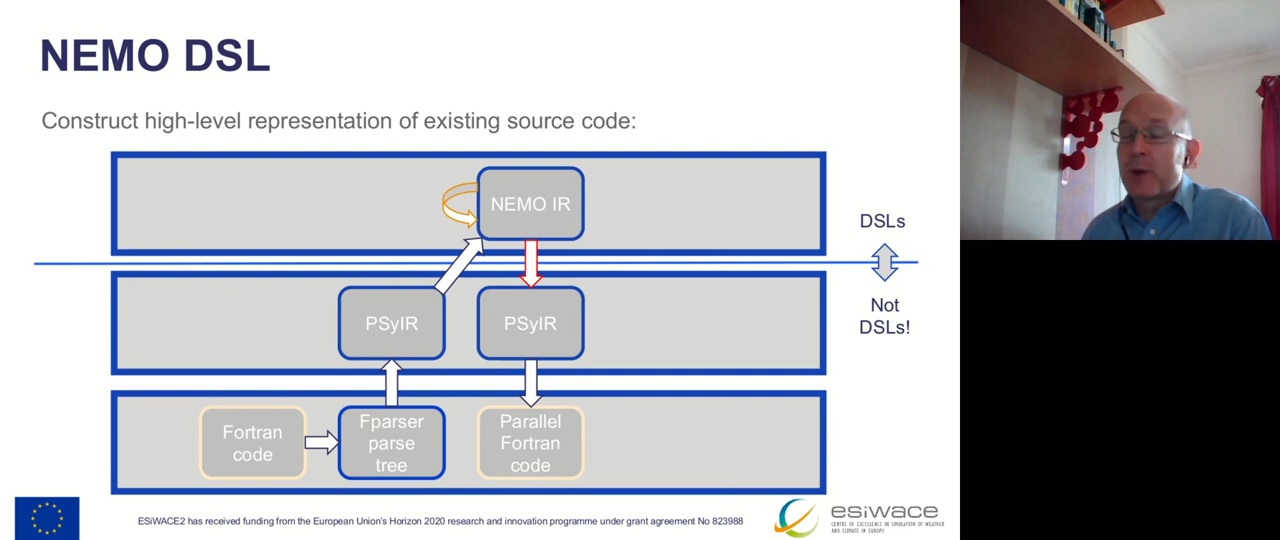 NEMO DSL
Construct high-level representation of existing source code:
NEMO IR
DSLs
PSyIR
PSyIR
Not
DSLs!
Fortran
code
Fparser
parse
tree
Parallel
Fortran
code
ESiWACE2 has received funding from the European Union's Horizon 2020 research and innovation programme under grant agreement No 823988
esiwace
CENTRE OF EXCELLENCE IN SIMULATION OF WEATHER
AND CLIMATE IN EUROPE